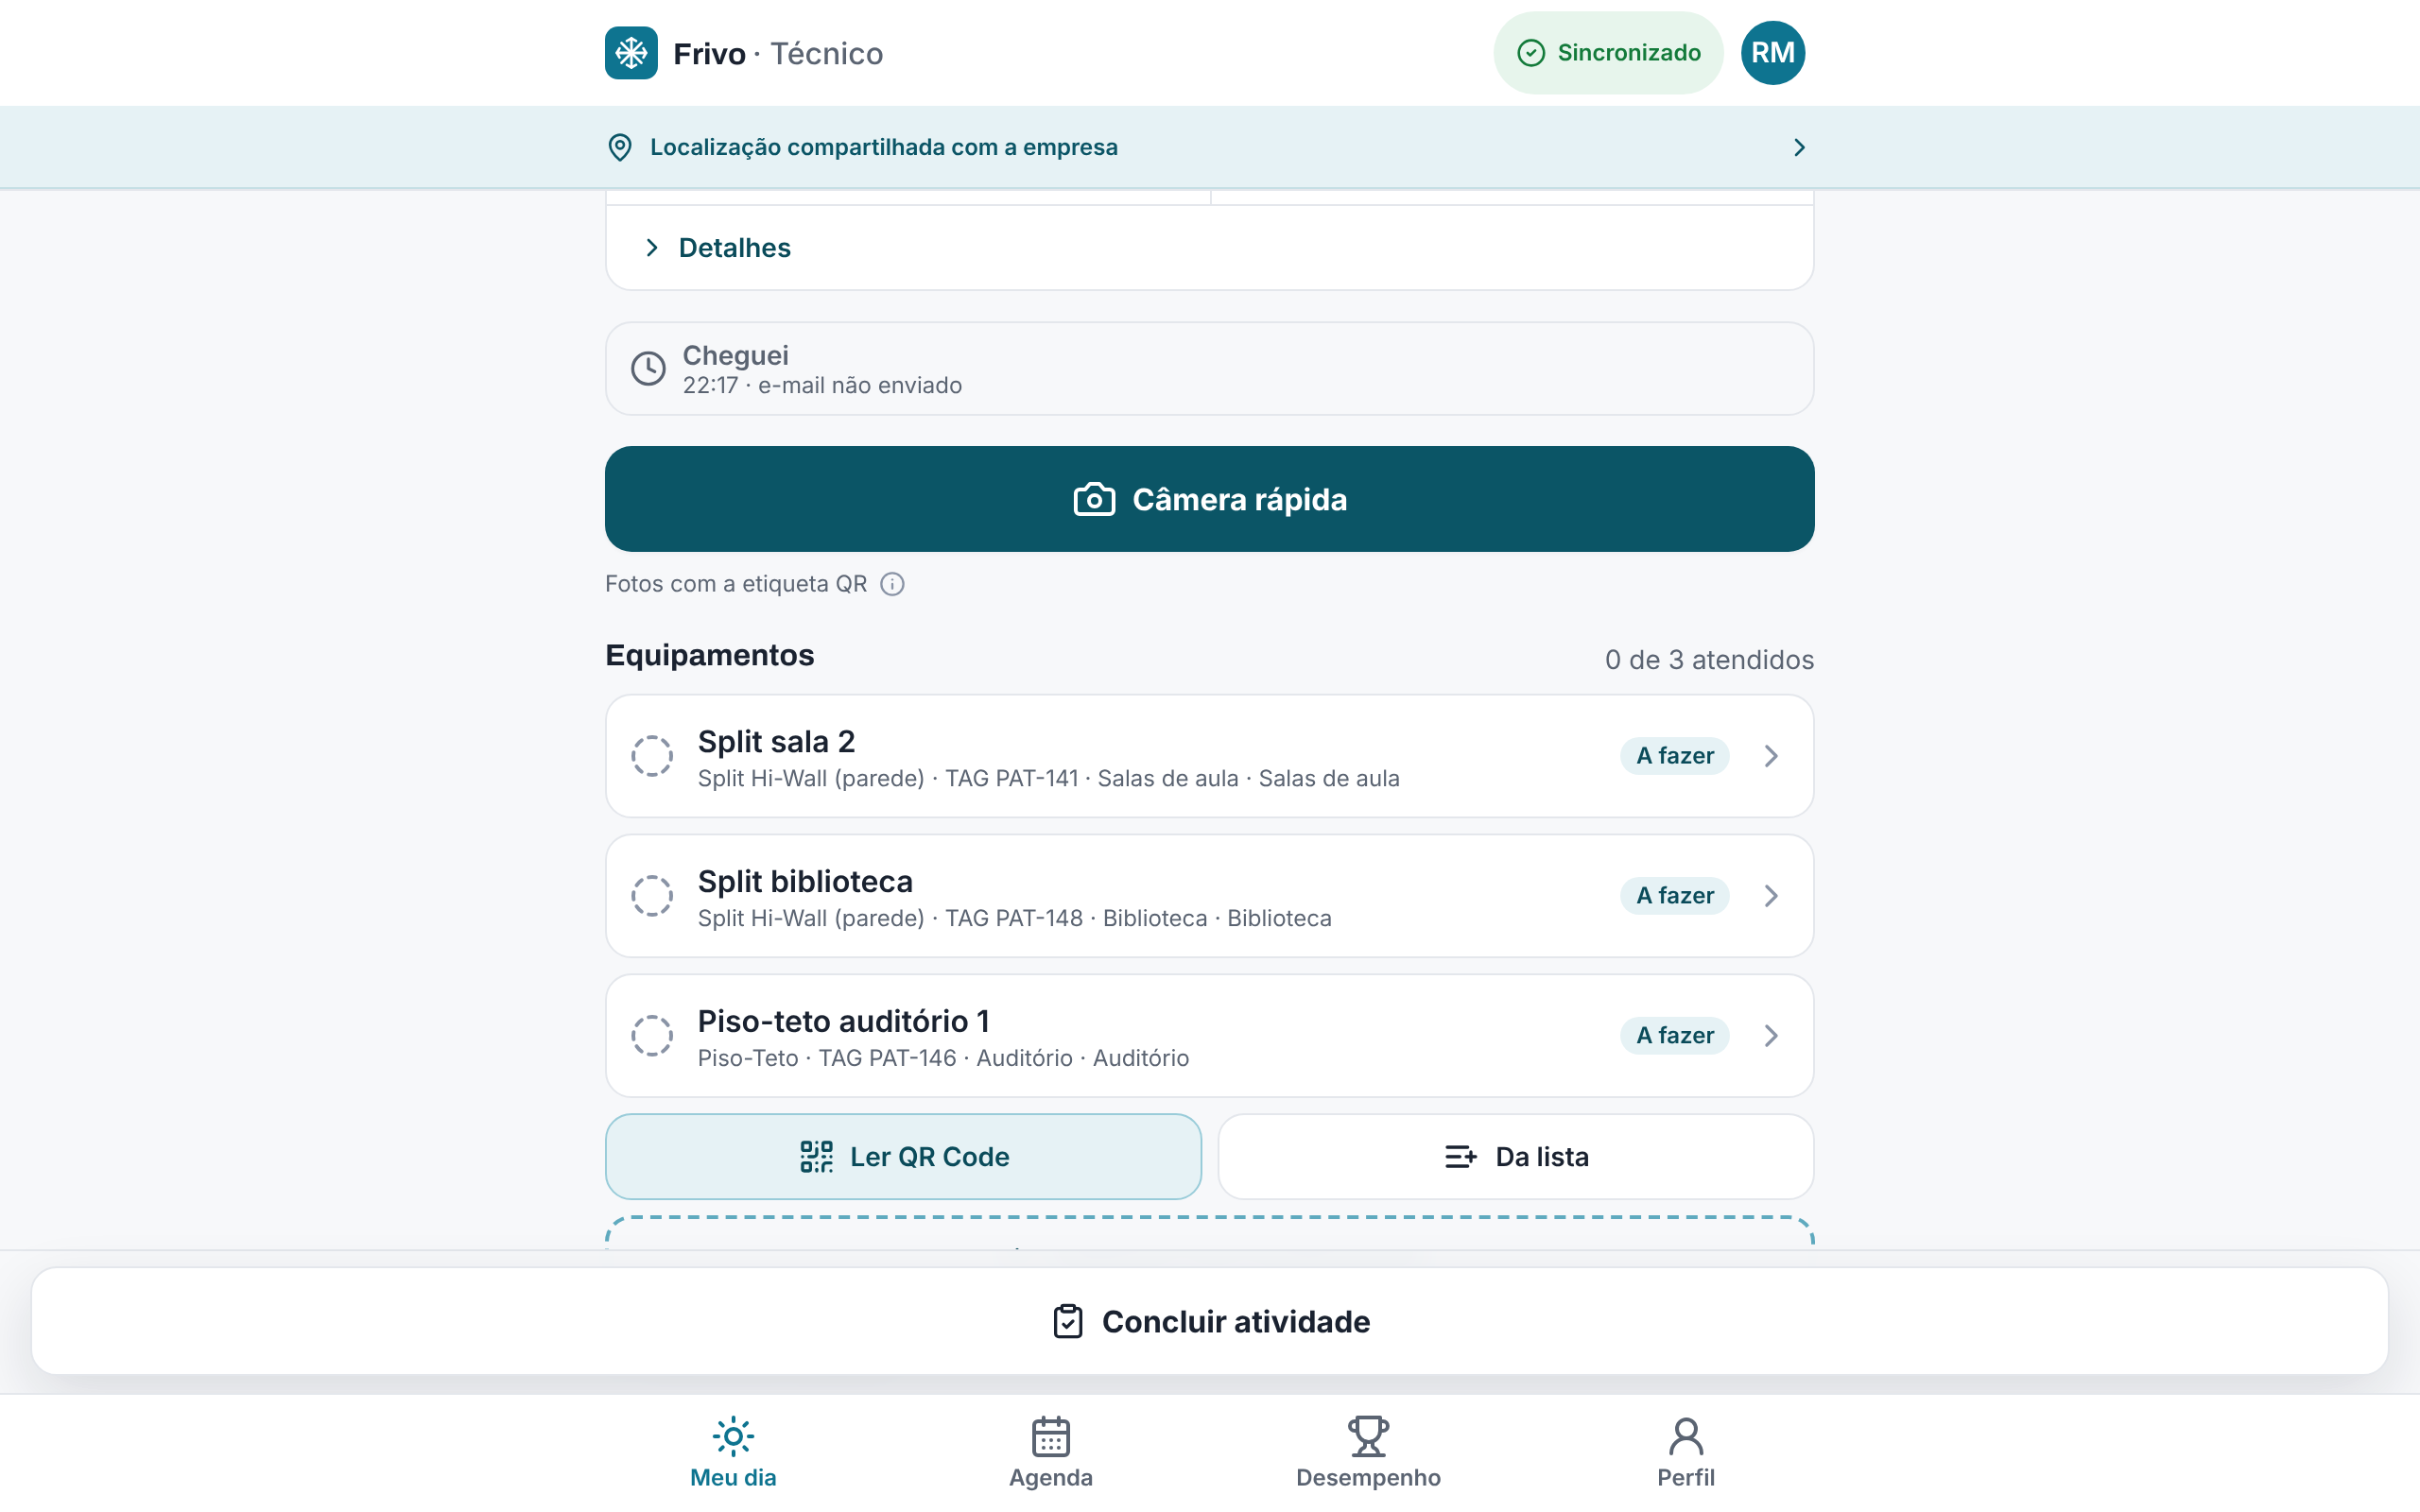 Frivo · Técnico
Sincronizado
RM
Localização compartilhada com a empresa
Detalhes
Cheguei
22:17 · e-mail não enviado
Câmera rápida
Fotos com a etiqueta QR
Equipamentos
0 de 3 atendidos
Split sala 2
Split Hi-Wall (parede) · TAG PAT-141 · Salas de aula · Salas de aula
A fazer
Split biblioteca
Split Hi-Wall (parede) · TAG PAT-148 · Biblioteca · Biblioteca
A fazer
Piso-teto auditório 1
Piso-Teto · TAG PAT-146 · Auditório · Auditório
A fazer
Ler QR Code
Da lista
Concluir atividade
Meu dia
Agenda
Desempenho
Perfil